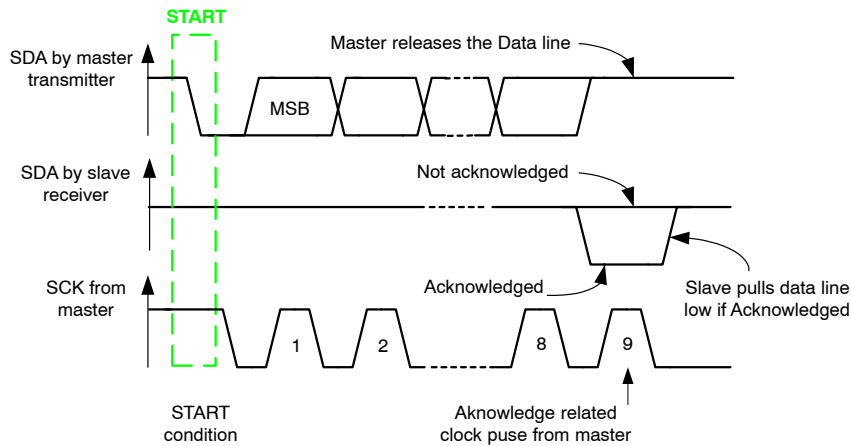 START
SDA by master
transmitter
Master releases the Data line
MSB
SDA by slave
receiver
Not acknowledged
Acknowledged
Slave pulls data line
low if Acknowledged
SCK from
master
1
2
8
9
START
condition
Aknowledge related
clock puse from master